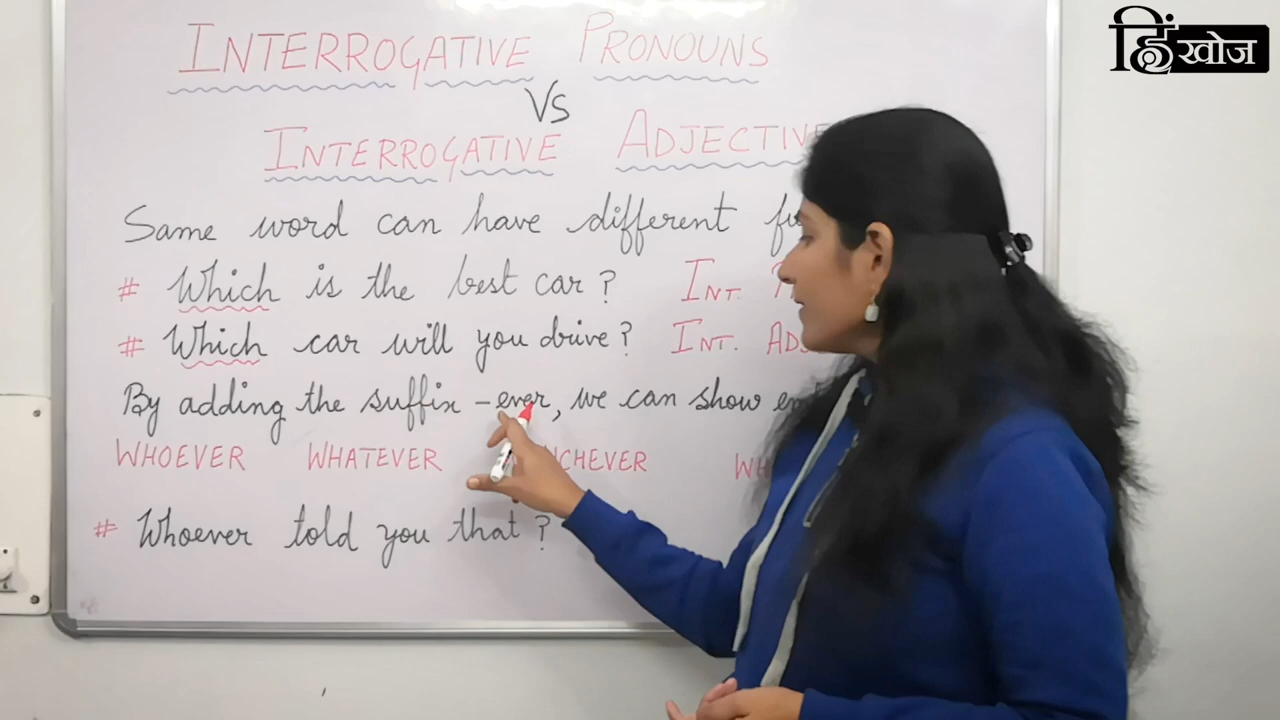 हिंखोज
INTERROGATIVE PRONOUNS
VS
INTERROGATIVE ADJECTIVE
Same word can have different
# Which is the best car? INT.
# Which car will you drive? INT. ADJ
By adding the suffix -ever, we can show
WHOEVER WHATEVER
# Whoever told you that?